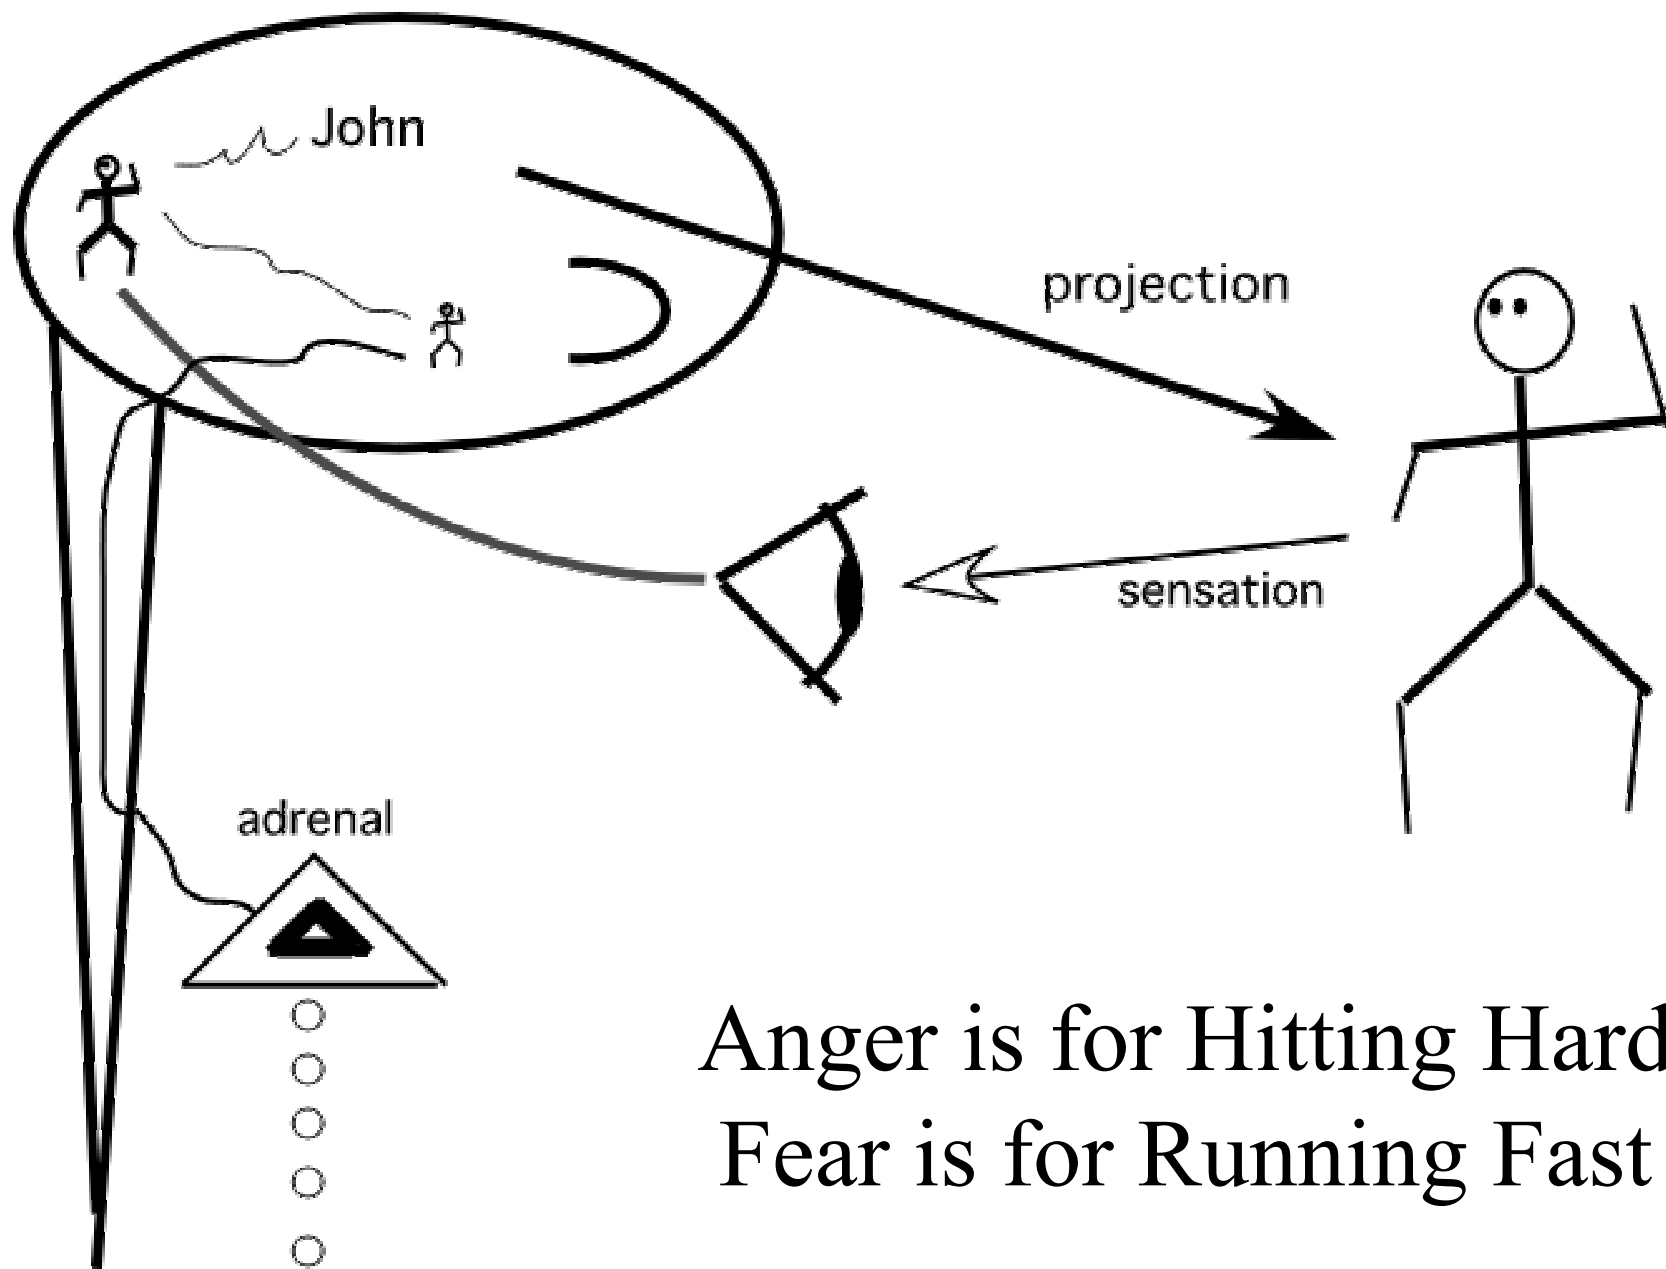 John
projection
sensation
adrenal
Anger is for Hitting Hard
Fear is for Running Fast